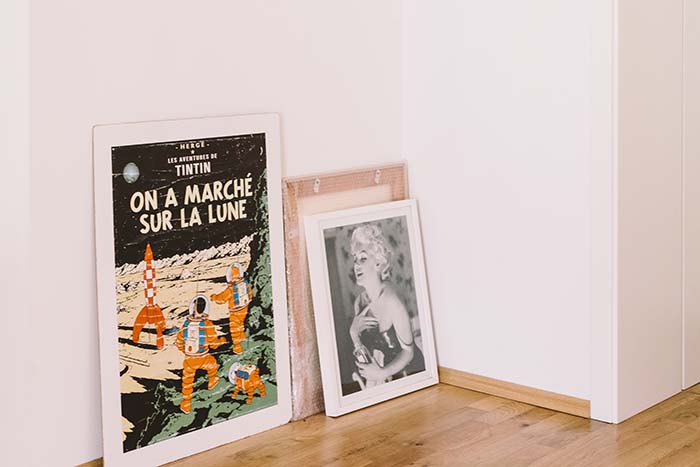 - HERGÉ -
LES AVENTURES DE
TINTIN
ON A MARCHÉ
SUR LA LUNE